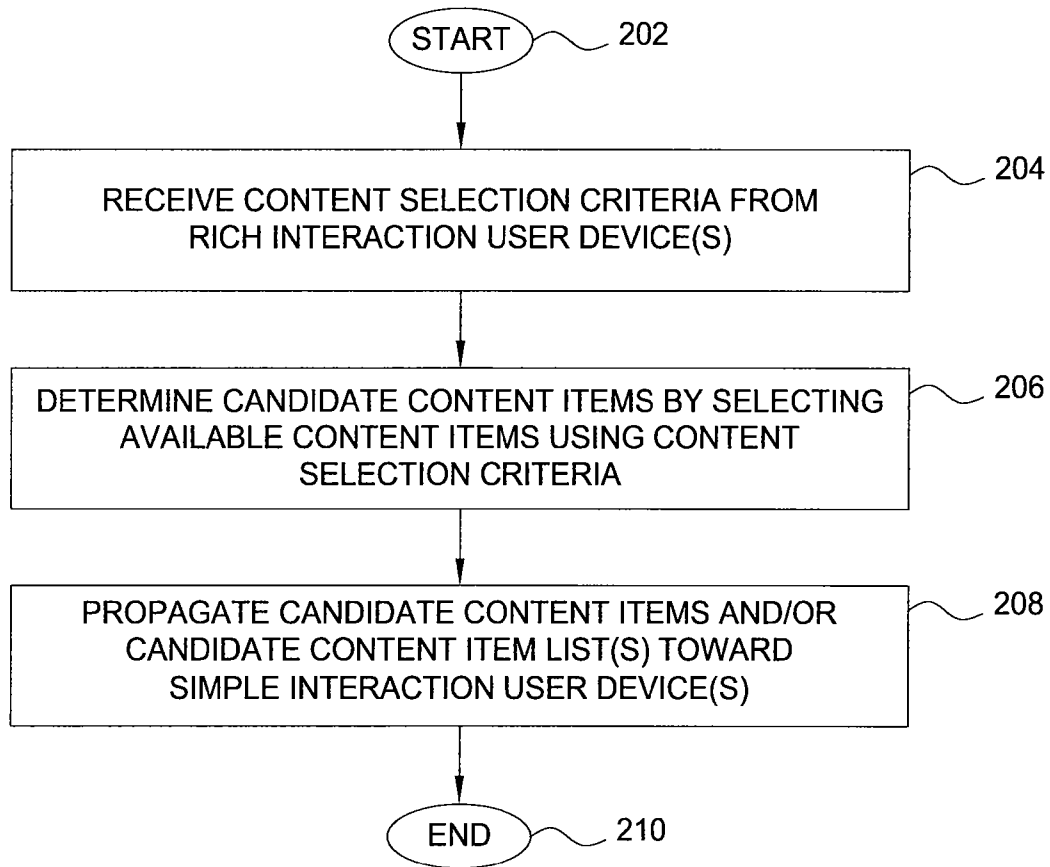 START
202
RECEIVE CONTENT SELECTION CRITERIA FROM
RICH INTERACTION USER DEVICE(S)
204
DETERMINE CANDIDATE CONTENT ITEMS BY SELECTING
AVAILABLE CONTENT ITEMS USING CONTENT
SELECTION CRITERIA
206
PROPAGATE CANDIDATE CONTENT ITEMS AND/OR
CANDIDATE CONTENT ITEM LIST(S) TOWARD
SIMPLE INTERACTION USER DEVICE(S)
208
END
210